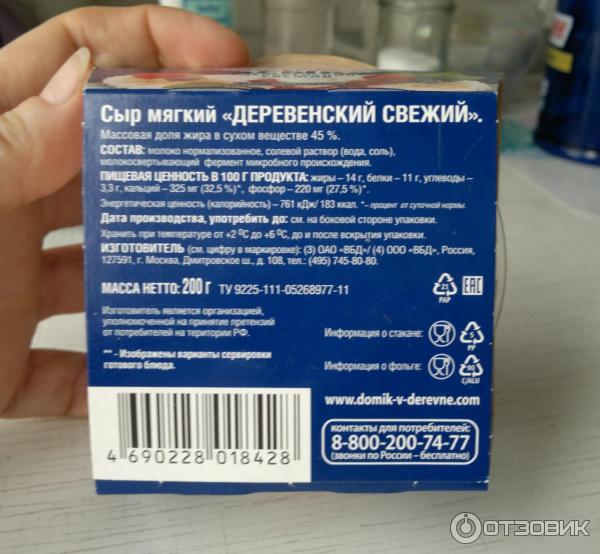 Сыр мягкий «ДЕРЕВЕНСКИЙ СВЕЖИЙ».
Массовая доля жира в сухом веществе 45 %.
СОСТАВ: молоко нормализованное, солевой раствор (вода, соль),
молокосвертывающий фермент микробного происхождения.
ПИЩЕВАЯ ЦЕННОСТЬ В 100 Г ПРОДУКТА: жиры – 14 г, белки – 11 г, углеводы –
3,3 г, кальций – 325 мг (32,5 %)*, фосфор – 220 мг (27,5 %)*.
Энергетическая ценность (калорийность) – 761 кДж/ 183 ккал. * - процент от суточной нормы.
Дата производства, употребить до: см. на боковой стороне упаковки.
Хранить при температуре от +2 °С до +6 °С, до и после вскрытия упаковки.
ИЗГОТОВИТЕЛЬ (см. цифру в маркировке): (3) ОАО «ВБД»/ (4) ООО «ВБД», Россия,
127591, г. Москва, Дмитровское ш., д. 108, тел.: (495) 745-80-80.
МАССА НЕТТО: 200 г ТУ 9225-111-05268977-11
21
PAP
EAC
Изготовитель является организацией,
уполномоченной на принятие претензий
от потребителей на территории РФ.
** - Изображены варианты сервировки
готового блюда.
Информация о стакане:
5
PP
Информация о фольге:
90
C/ALU
www.domik-v-derevne.com
контакты для потребителей:
8-800-200-74-77
(звонки по России – бесплатно)
4 690228 018428
ОТЗОВИК